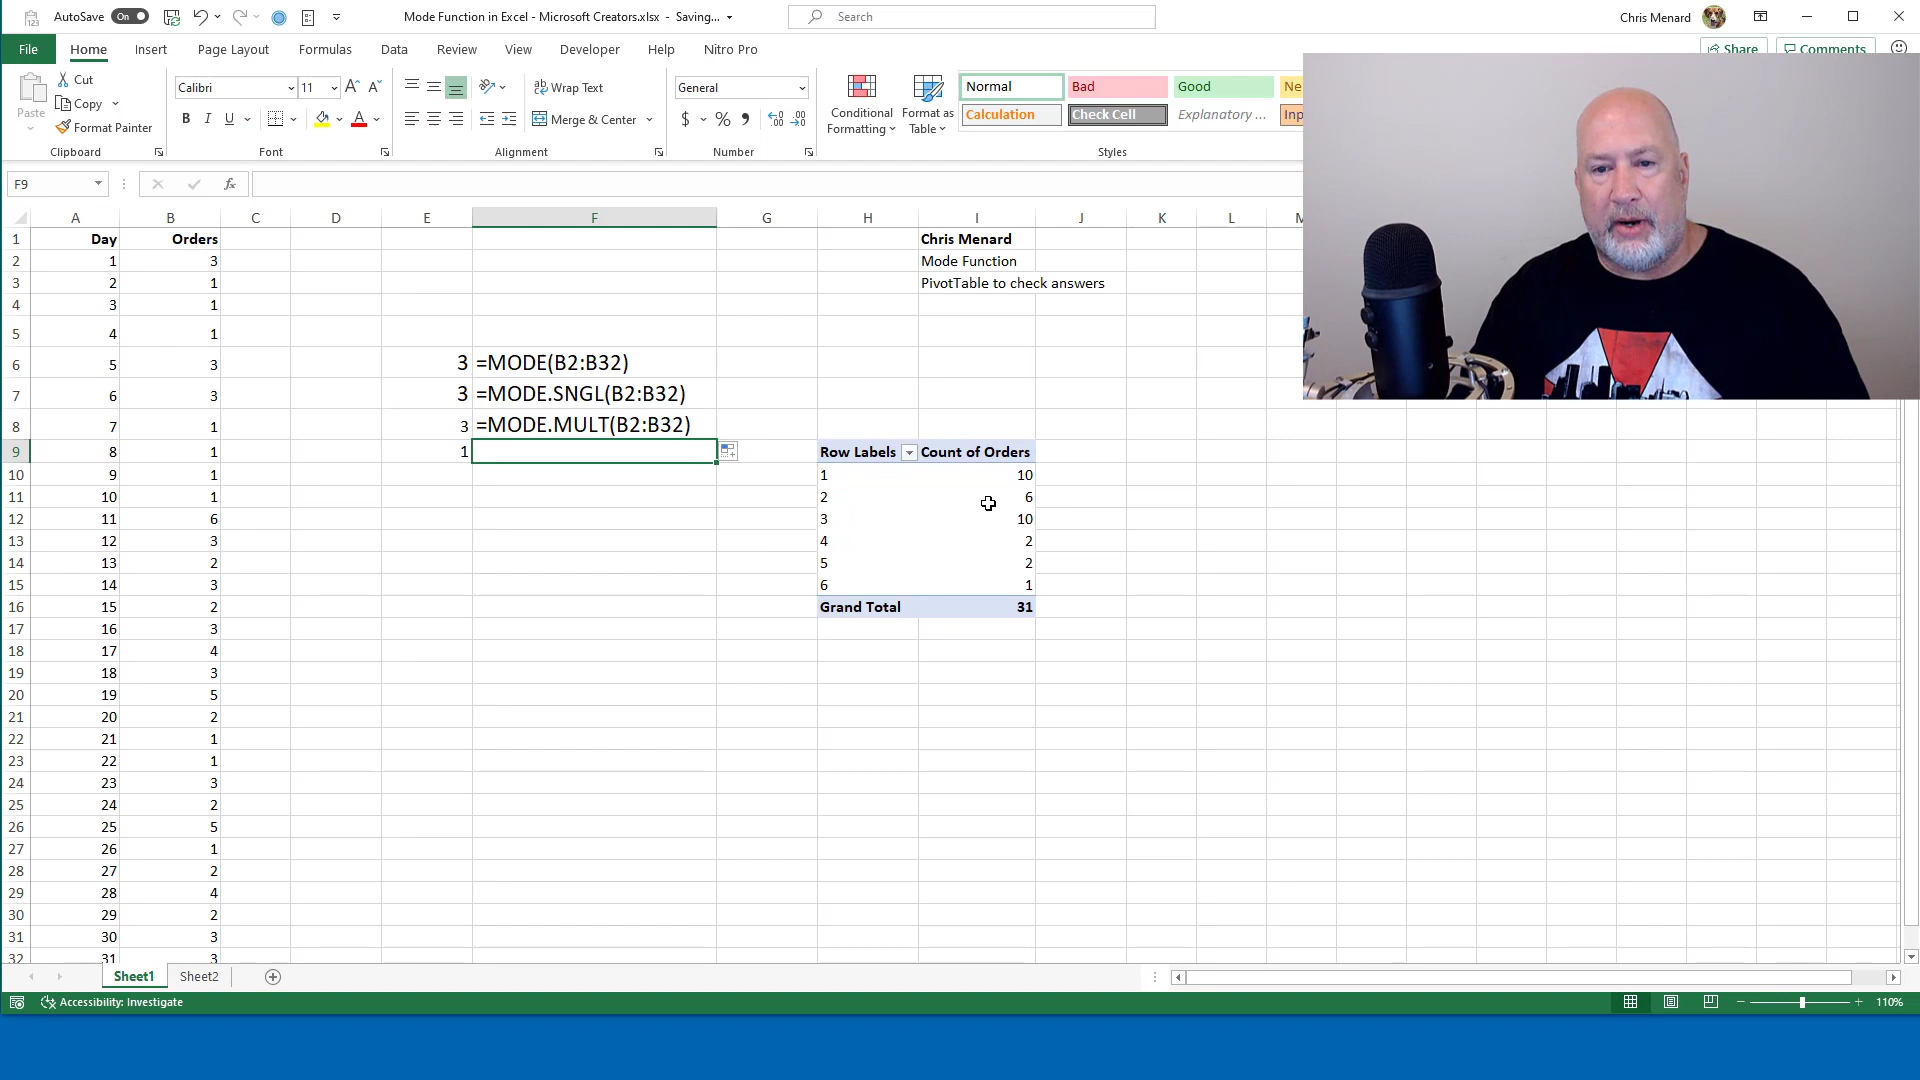 AutoSave On Mode Function in Excel - Microsoft Creators.xlsx - Saving... Search Chris Menard
File Home Insert Page Layout Formulas Data Review View Developer Help Nitro Pro Share Comments
Paste Cut Copy Format Painter Clipboard
Calibri 11 B I U A Font
Wrap Text Merge & Center Alignment
General $ % Number
Conditional Formatting Format as Table
Normal Bad Good Ne
Calculation Check Cell Explanatory ... Inp
Styles
F9 fx
A B C D E F G H I J K L M
1 Day Orders Chris Menard
2 1 3 Mode Function
3 2 1 PivotTable to check answers
4 3 1
5 4 1
6 5 3 3 =MODE(B2:B32)
7 6 3 3 =MODE.SNGL(B2:B32)
8 7 1 3 =MODE.MULT(B2:B32)
9 8 1 1 Row Labels Count of Orders
10 9 1 1 10
11 10 1 2 6
12 11 6 3 10
13 12 3 4 2
14 13 2 5 2
15 14 3 6 1
16 15 2 Grand Total 31
17 16 3
18 17 4
19 18 3
20 19 5
21 20 2
22 21 1
23 22 1
24 23 3
25 24 2
26 25 5
27 26 1
28 27 2
29 28 4
30 29 2
31 30 3
32 31 3
Sheet1 Sheet2
Accessibility: Investigate 110%